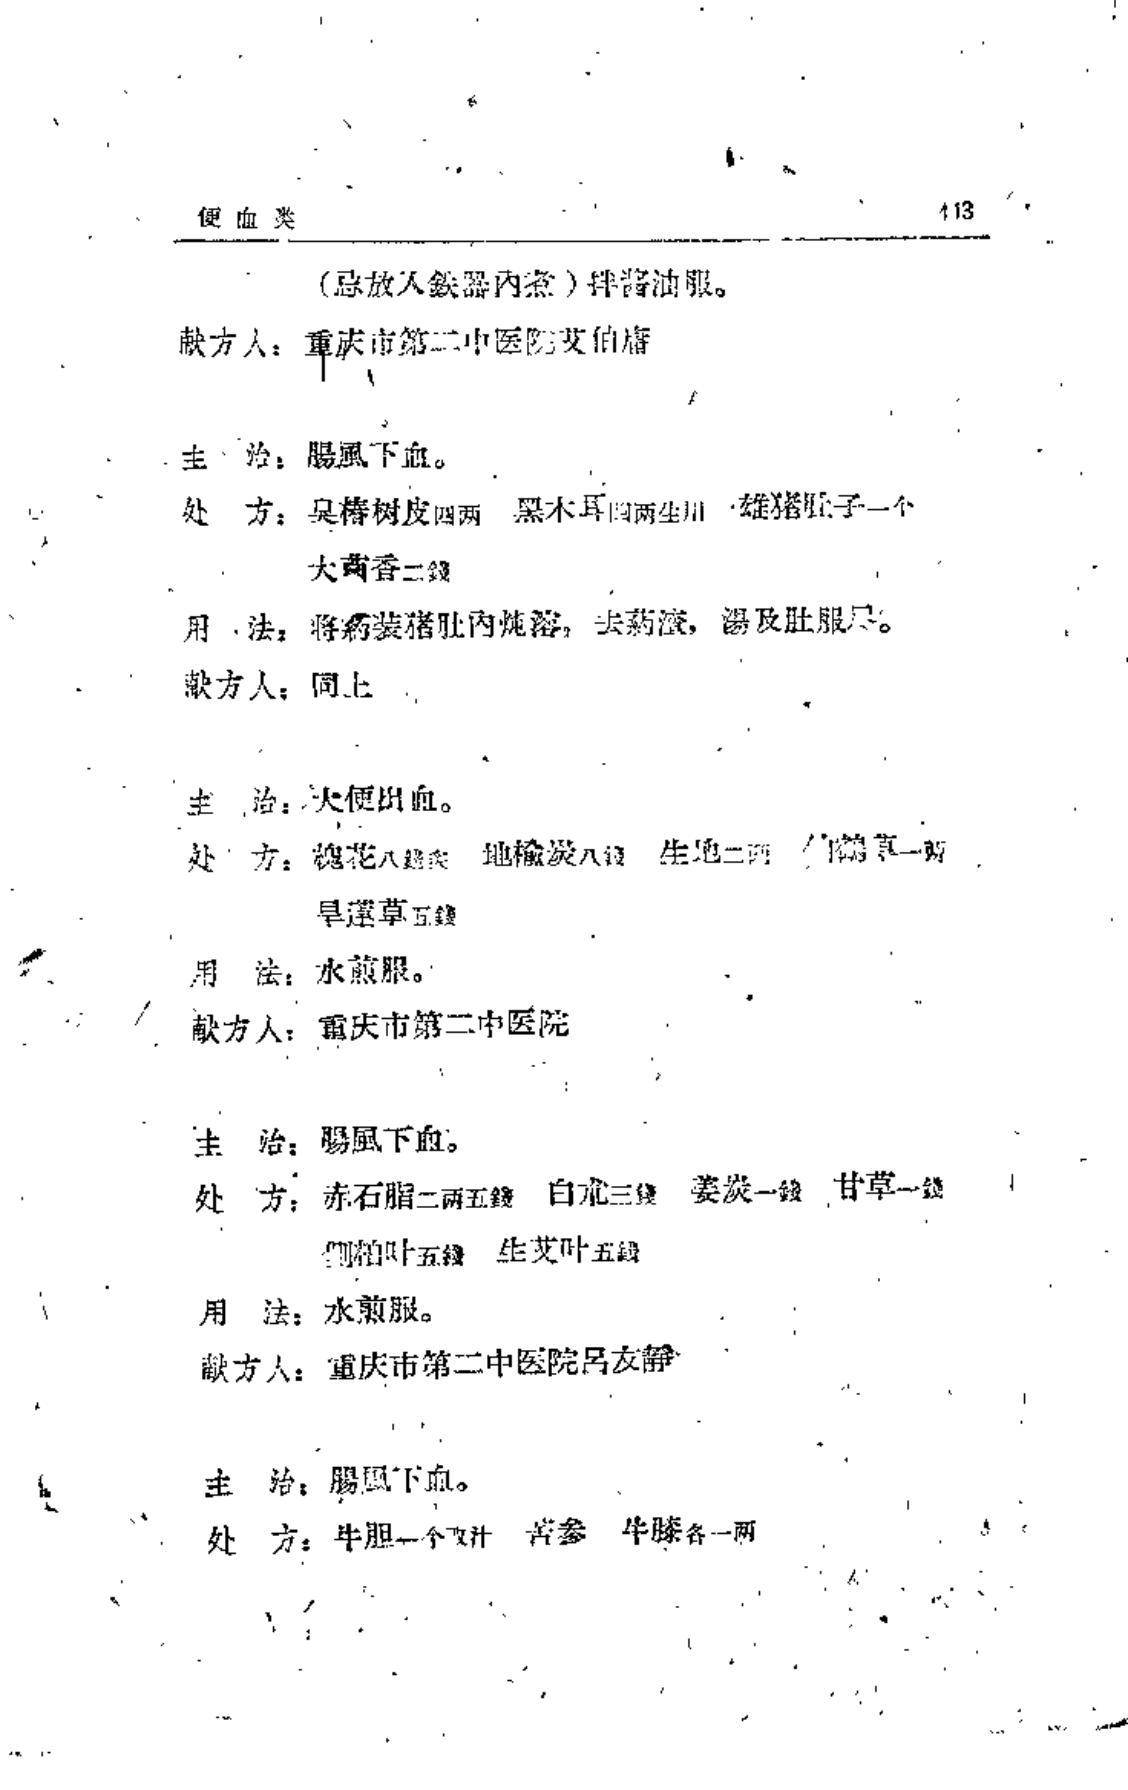 便血类 113
（忌放入鉄器內煮）拌醬油服。
献方人：重庆市第二中医院艾伯唐
主 治：腸風下血。
处 方：臭椿树皮四两 黑木耳四两生用 雄猪肚子一个
大茴香二錢
用 法：将药装猪肚內炖溶，去药渣，湯及肚服尽。
献方人：同上
主 治：大便出血。
处 方：槐花八錢炭 地榆炭八錢 生地二两 仙鶴草一两
旱蓮草五錢
用 法：水煎服。
献方人：重庆市第二中医院
主 治：腸風下血。
处 方：赤石脂二两五錢 白朮三錢 姜炭一錢 甘草一錢
侧柏叶五錢 生艾叶五錢
用 法：水煎服。
献方人：重庆市第二中医院呂友靜
主 治：腸風下血。
处 方：牛胆一个取汁 苦参 牛膝各一两